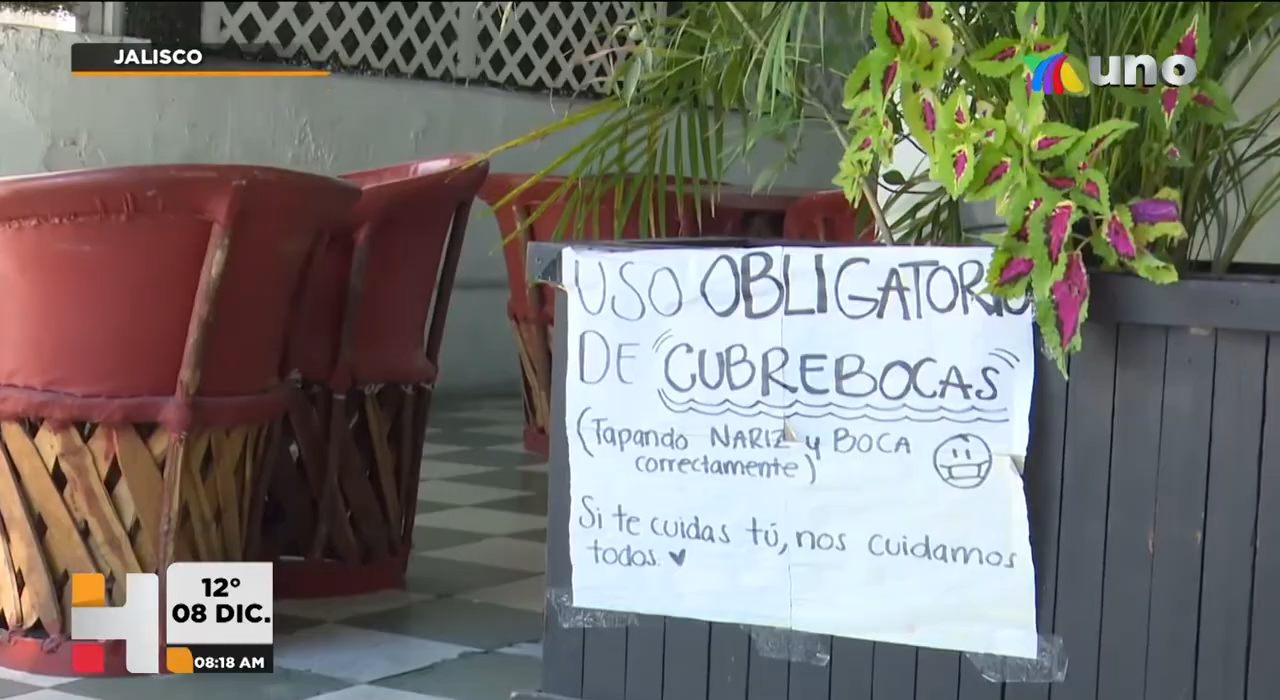 JALISCO
uno
USO OBLIGATORIO
DE "CUBREBOCAS"
(Tapando NARIZ y BOCA
correctamente)
Si te cuidas tú, nos cuidamos
todos. ♥
12°
08 DIC.
08:18 AM